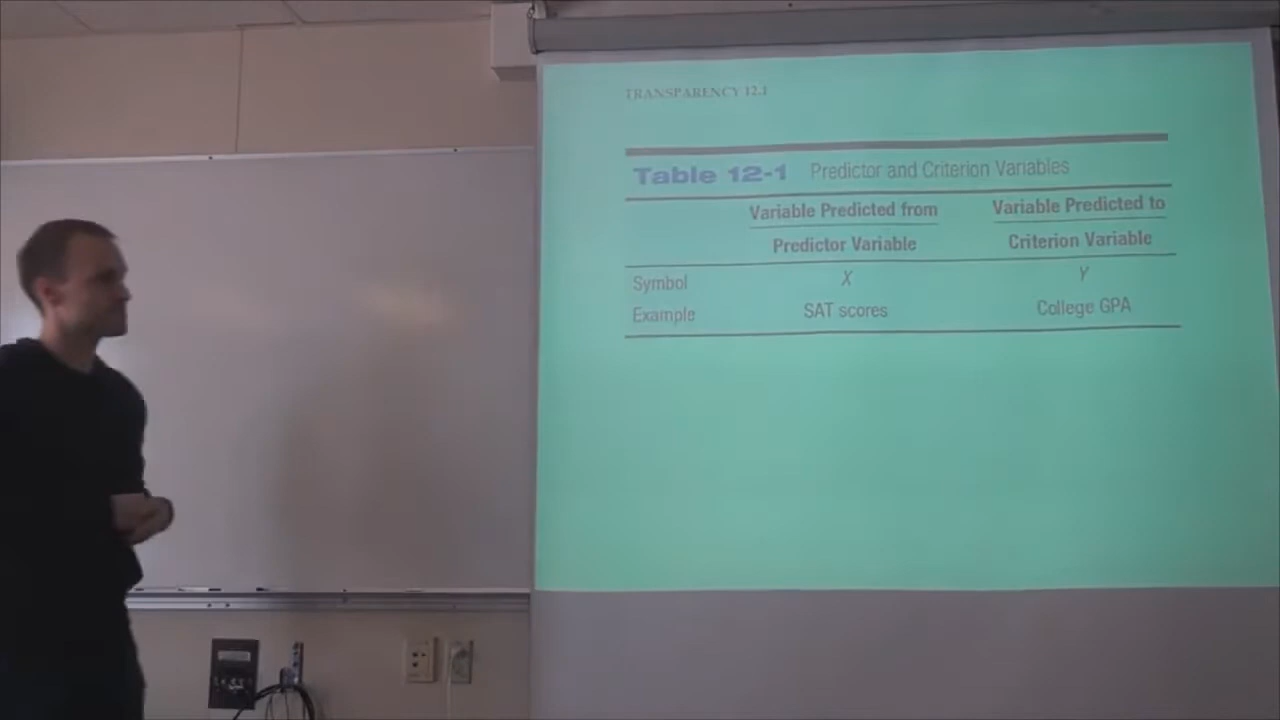 TRANSPARENCY 12.1
Table 12-1 Predictor and Criterion Variables
Variable Predicted from Variable Predicted to
Predictor Variable Criterion Variable
Symbol X Y
Example SAT scores College GPA